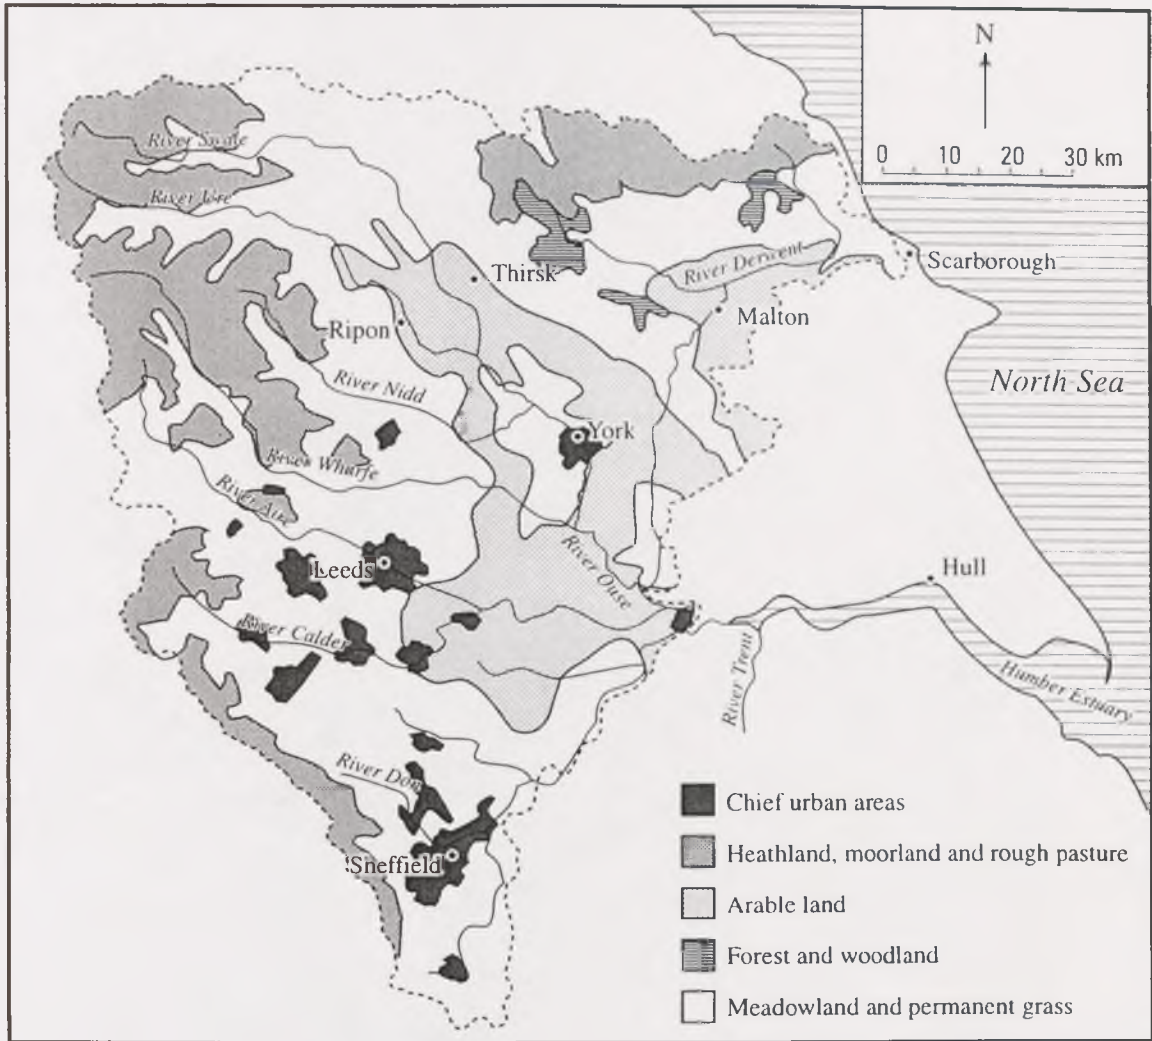 N
0 10 20 30 km
River Swale
River Ure
Thirsk
River Derwent
Scarborough
Ripon
Malton
River Nidd
North Sea
York
River Wharfe
River Aire
Leeds
River Ouse
Hull
River Calder
River Trent
Humber Estuary
River Don
Sneffield
Chief urban areas
Heathland, moorland and rough pasture
Arable land
Forest and woodland
Meadowland and permanent grass